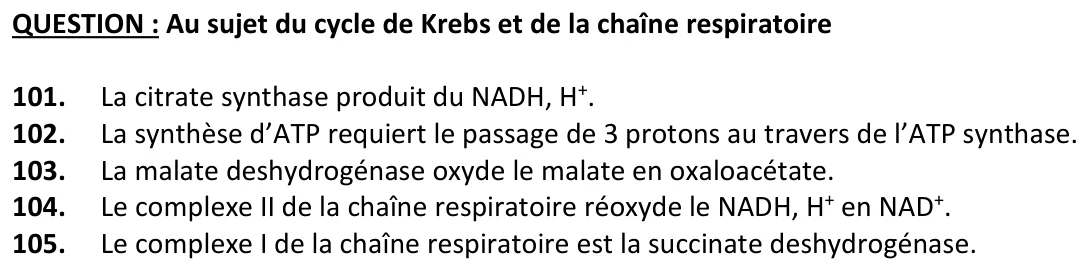 QUESTION : Au sujet du cycle de Krebs et de la chaîne respiratoire
101. La citrate synthase produit du NADH, H⁺.
102. La synthèse d’ATP requiert le passage de 3 protons au travers de l’ATP synthase.
103. La malate deshydrogénase oxyde le malate en oxaloacétate.
104. Le complexe II de la chaîne respiratoire réoxyde le NADH, H⁺ en NAD⁺.
105. Le complexe I de la chaîne respiratoire est la succinate deshydrogénase.